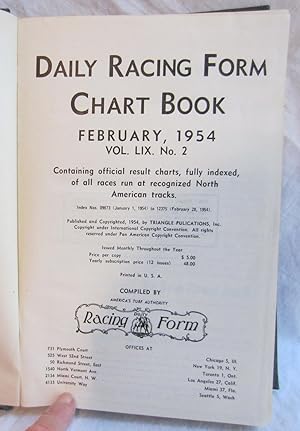 DAILY RACING FORM
CHART BOOK
FEBRUARY, 1954
VOL. LIX. No. 2
Containing official result charts, fully indexed,
of all races run at recognized North
American tracks.
Index Nos. 09673 (January 1, 1954) to 12375 (February 28, 1954).
Published and Copyrighted, 1954, by TRIANGLE-PUBLICATIONS, Inc.
Copyright under International Copyright Convention. All rights
reserved under Pan American Copyright Convention.
Issued Monthly Throughout the Year
Price per copy $ 5.00
Yearly subscription price (12 issues) 48.00
Printed in U. S. A.
COMPILED BY
AMERICA'S TURF AUTHORITY
DAILY
Racing Form
OFFICES AT
731 Plymouth Court Chicago 5, Ill.
525 West 52nd Street New York 19, N. Y.
50 Richmond Street, East Toronto 1, Ont.
1540 North Vermont Ave Los Angeles 27, Calif.
2134 Miami Court, N. W. Miami 37, Fla.
6133 University Way Seattle 5, Wash